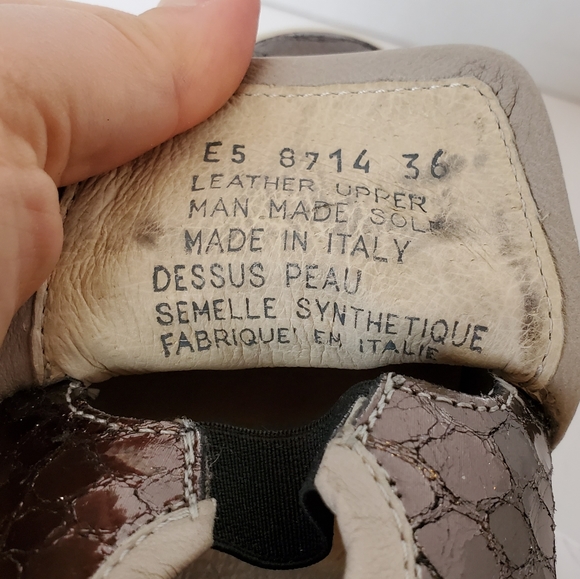 E5 8714 36
LEATHER UPPER
MAN MADE SOLE
MADE IN ITALY
DESSUS PEAU
SEMELLE SYNTHETIQUE
FABRIQUE' EN ITALIE